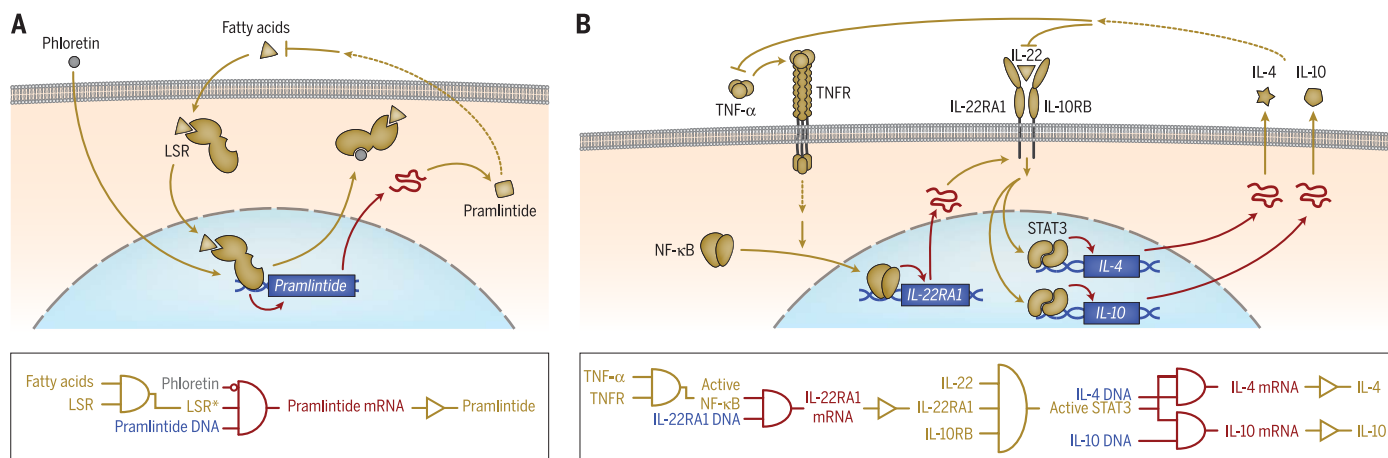 A
Phloretin
Fatty acids
LSR
Pramlintide
Pramlintide
Fatty acids
LSR
Phloretin
LSR*
Pramlintide DNA
Pramlintide mRNA
Pramlintide
B
TNF-α
TNFR
IL-22
IL-22RA1
IL-10RB
IL-4
IL-10
NF-κB
IL-22RA1
STAT3
IL-4
IL-10
TNF-α
TNFR
Active
NF-κB
IL-22RA1 DNA
IL-22RA1
mRNA
IL-22
IL-22RA1
IL-10RB
IL-4 DNA
Active STAT3
IL-10 DNA
IL-4 mRNA
IL-4
IL-10 mRNA
IL-10